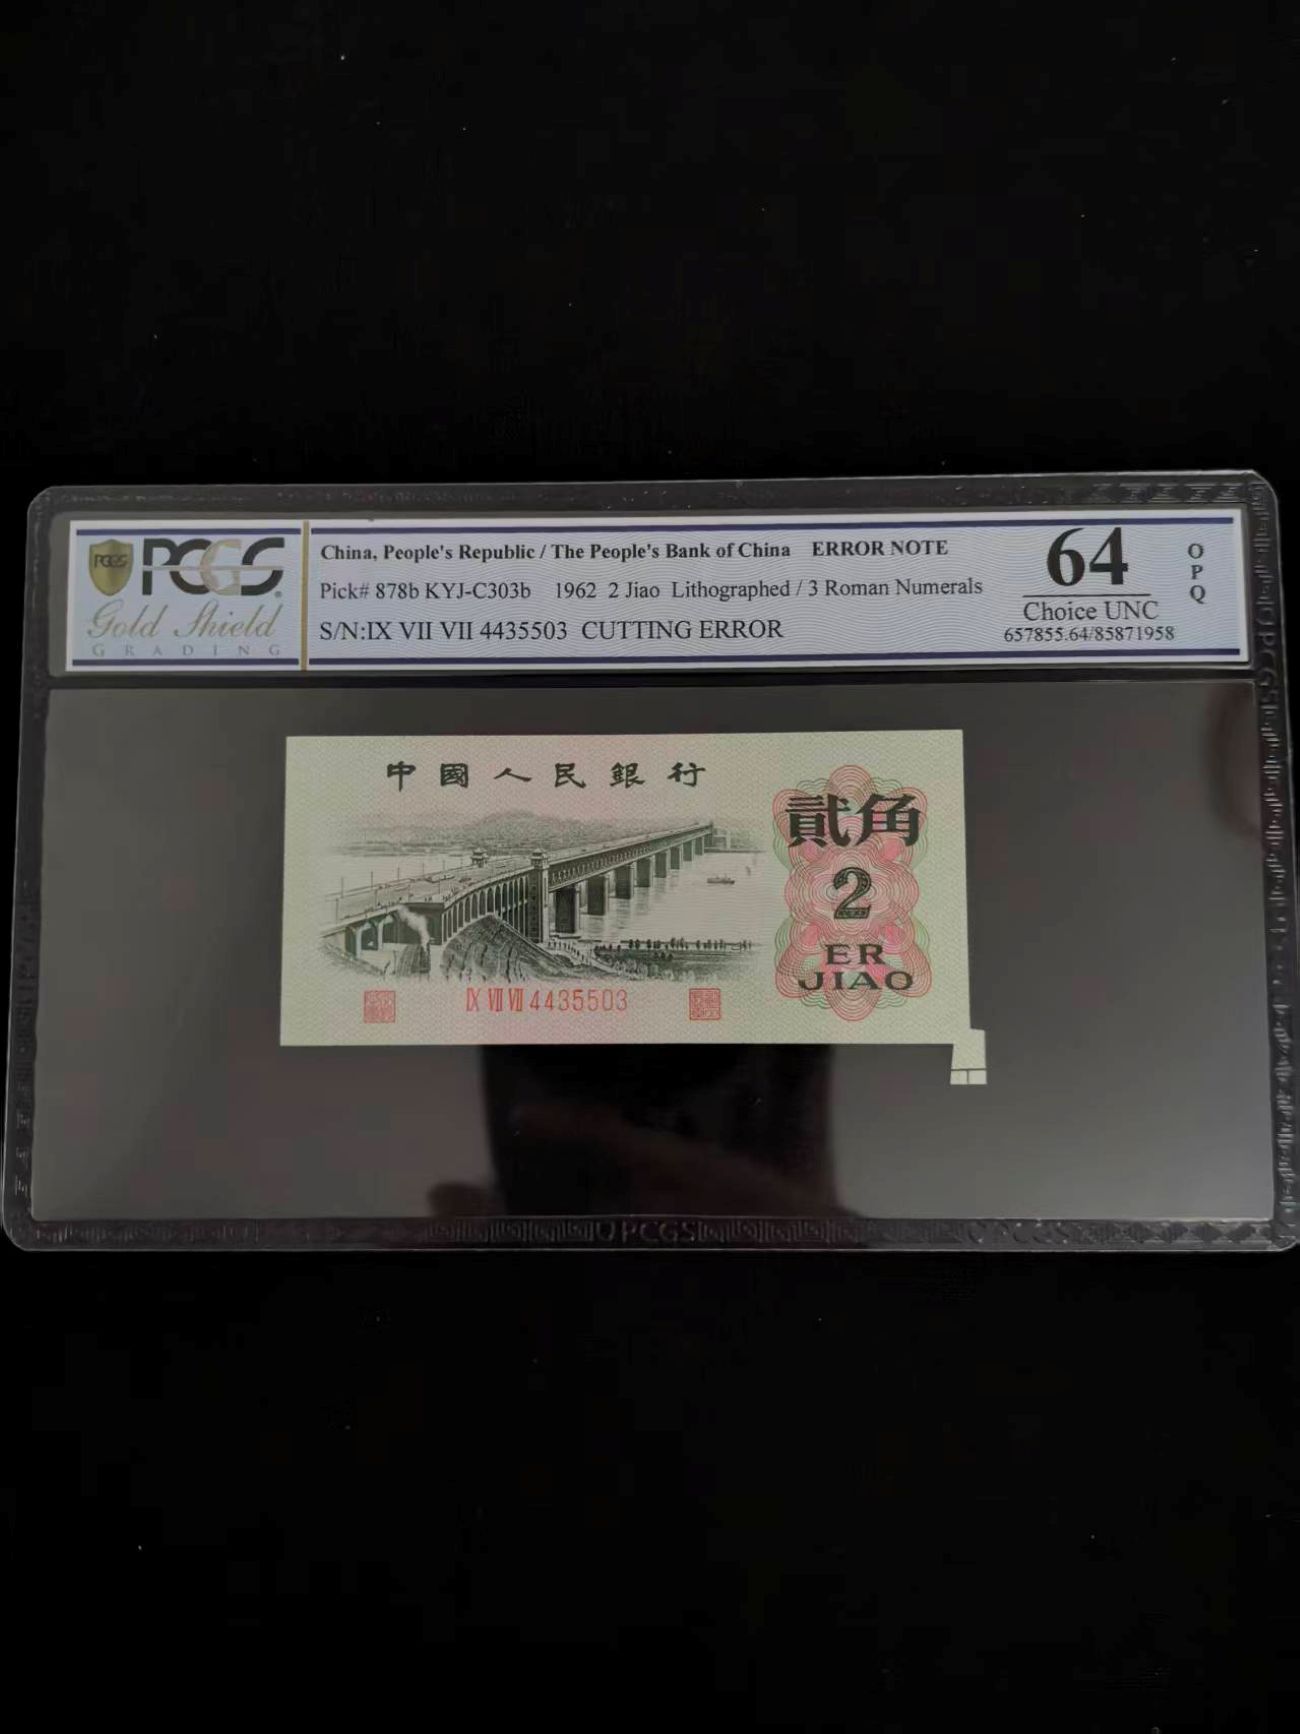 PCGS
PCGS
Gold Shield
GRADING
China, People's Republic / The People's Bank of China ERROR NOTE
Pick# 878b KYJ-C303b 1962 2 Jiao Lithographed / 3 Roman Numerals
S/N:IX VII VII 4435503 CUTTING ERROR
64
Choice UNC
657855.64/85871958
OPQ
中國人民銀行
貳角
2
ER
JIAO
IX VII VII 4435503
PCGS